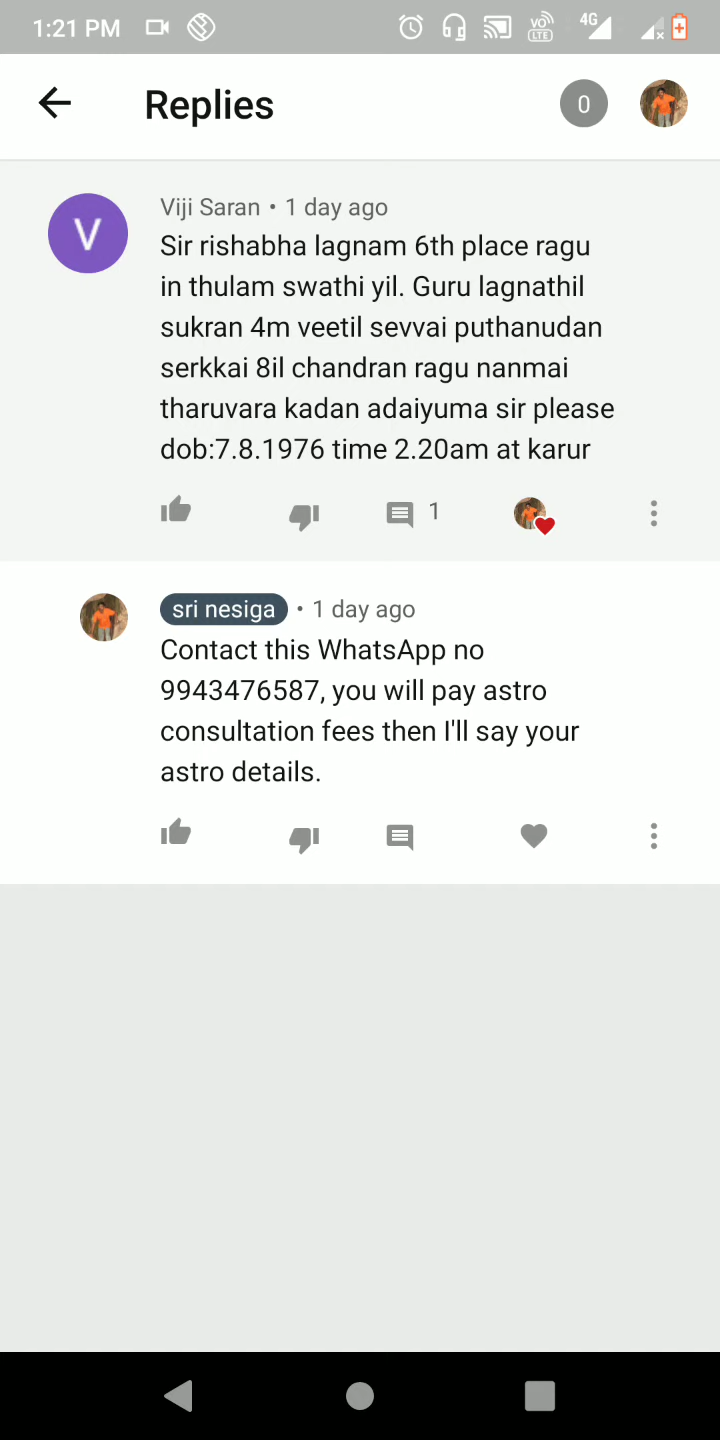 1:21 PM
VO
LTE
4G
Replies
0
V
Viji Saran • 1 day ago
Sir rishabha lagnam 6th place ragu
in thulam swathi yil. Guru lagnathil
sukran 4m veetil sevvai puthanudan
serkkai 8il chandran ragu nanmai
tharuvara kadan adaiyuma sir please
dob:7.8.1976 time 2.20am at karur
1
sri nesiga • 1 day ago
Contact this WhatsApp no
9943476587, you will pay astro
consultation fees then I'll say your
astro details.